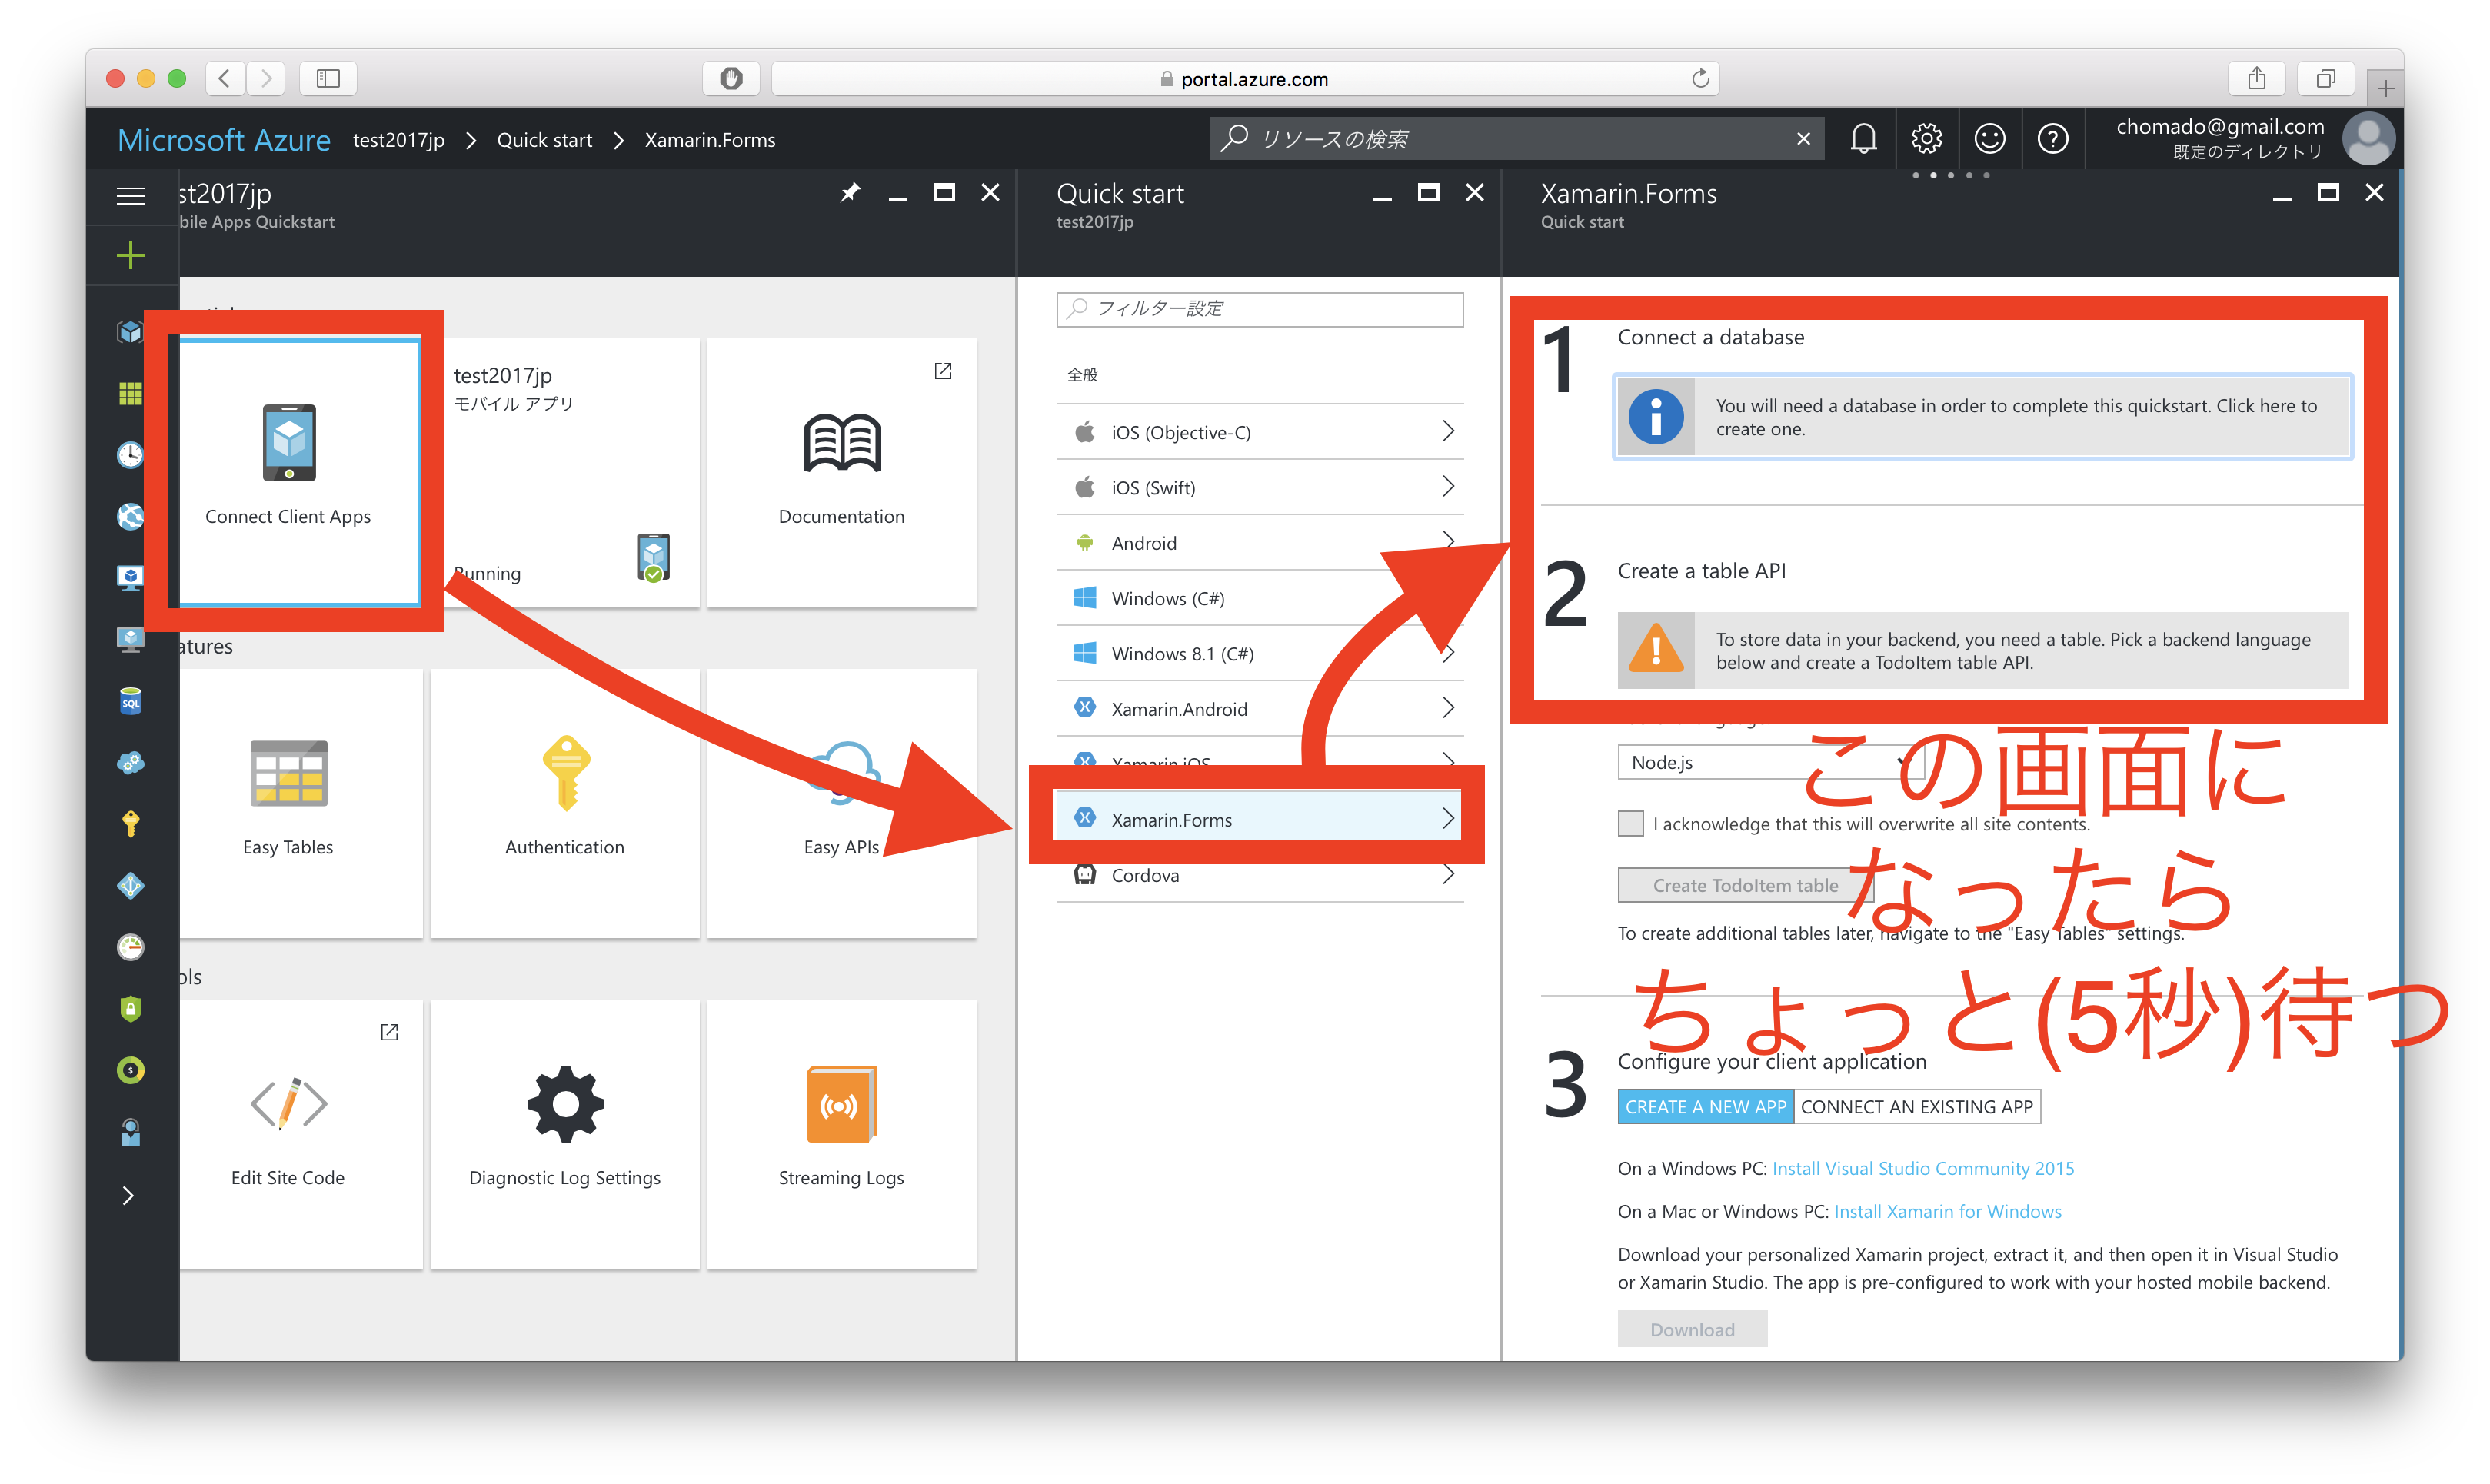 portal.azure.com
Microsoft Azure
test2017jp
Quick start
Xamarin.Forms
リソースの検索
chomado@gmail.com
既定のディレクトリ
st2017jp
bile Apps Quickstart
Connect Client Apps
test2017jp
モバイル アプリ
Running
Documentation
atures
Easy Tables
Authentication
Easy APIs
ols
Edit Site Code
Diagnostic Log Settings
Streaming Logs
SQL
Quick start
test2017jp
フィルター設定
全般
iOS (Objective-C)
iOS (Swift)
Android
Windows (C#)
Windows 8.1 (C#)
Xamarin.Android
Xamarin.iOS
Xamarin.Forms
Cordova
Xamarin.Forms
Quick start
1
Connect a database
You will need a database in order to complete this quickstart. Click here to
create one.
2
Create a table API
To store data in your backend, you need a table. Pick a backend language
below and create a TodoItem table API.
Node.js
I acknowledge that this will overwrite all site contents.
Create TodoItem table
To create additional tables later, navigate to the "Easy Tables" settings.
この画面に
なったら
ちょっと(5秒)待つ
3
Configure your client application
CREATE A NEW APP
CONNECT AN EXISTING APP
On a Windows PC: Install Visual Studio Community 2015
On a Mac or Windows PC: Install Xamarin for Windows
Download your personalized Xamarin project, extract it, and then open it in Visual Studio
or Xamarin Studio. The app is pre-configured to work with your hosted mobile backend.
Download